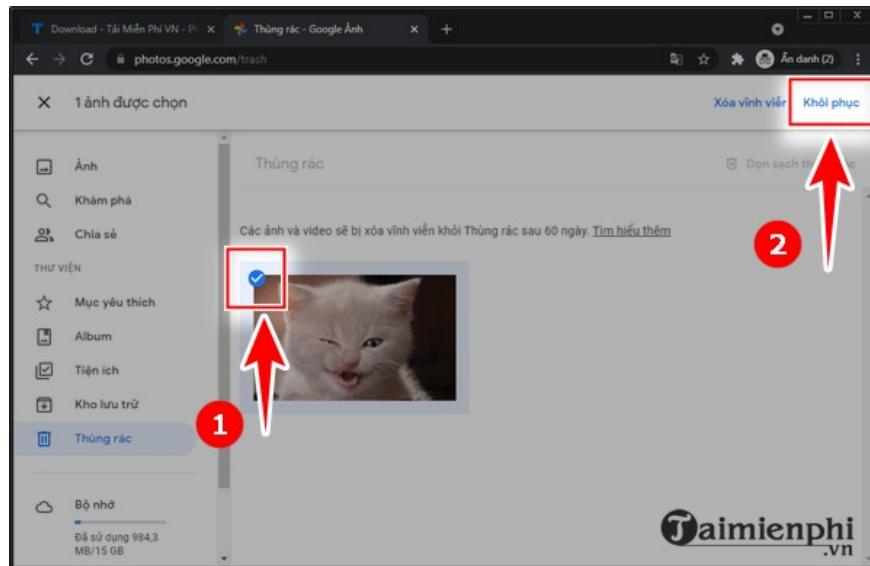 Download - Tải Miễn Phí VN - Ph
Thùng rác - Google Ảnh
photos.google.com/trash
Ẩn danh (2)
1 ảnh được chọn
Xóa vĩnh viễn
Khôi phục
Ảnh
Thùng rác
Dọn sạch
Khám phá
Chia sẻ
Các ảnh và video sẽ bị xóa vĩnh viễn khỏi Thùng rác sau 60 ngày. Tìm hiểu thêm
2
THƯ VIỆN
Mục yêu thích
Album
Tiện ích
Kho lưu trữ
1
Thùng rác
Bộ nhớ
Đã sử dụng 984,3
MB/15 GB
Taimienphi
.vn